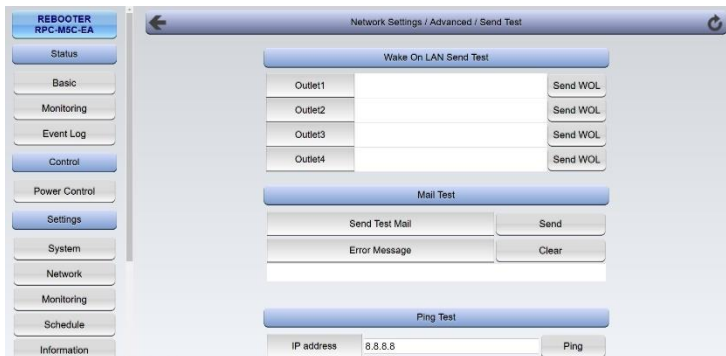 REBOOTER
RPC-M5C-EA
Status
Basic
Monitoring
Event Log
Control
Power Control
Settings
System
Network
Monitoring
Schedule
Information
Network Settings / Advanced / Send Test
Wake On LAN Send Test
Outlet1 Send WOL
Outlet2 Send WOL
Outlet3 Send WOL
Outlet4 Send WOL
Mail Test
Send Test Mail Send
Error Message Clear
Ping Test
IP address 8.8.8.8 Ping